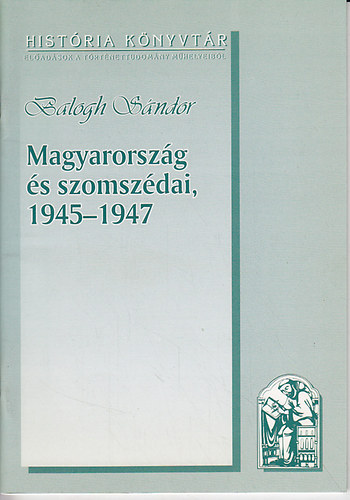 HISTÓRIA KÖNYVTÁR
ELŐADÁSOK A TÖRTÉNETTUDOMÁNY MŰHELYEIBŐL
Balogh Sándor
Magyarország
és szomszédai,
1945–1947